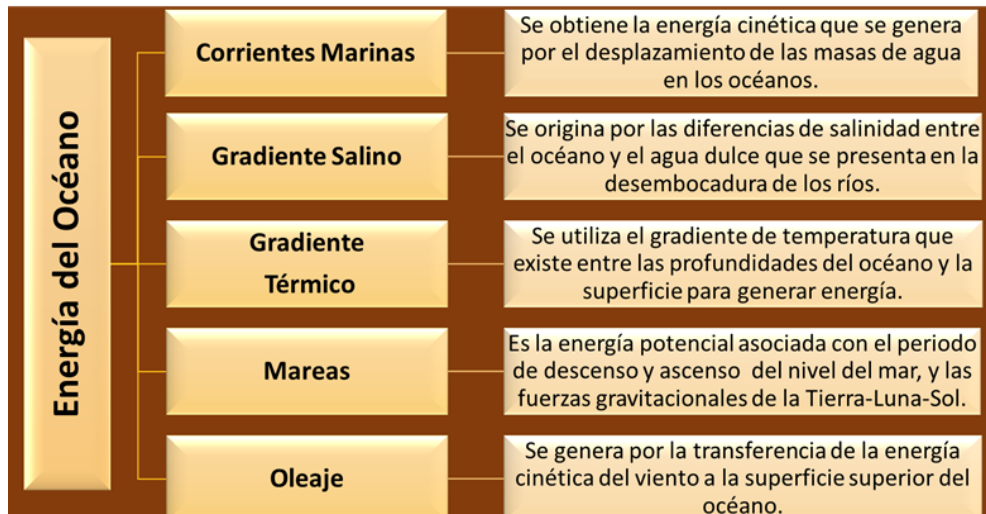 Energía del Océano
Corrientes Marinas
Se obtiene la energía cinética que se genera
por el desplazamiento de las masas de agua
en los océanos.
Gradiente Salino
Se origina por las diferencias de salinidad entre
el océano y el agua dulce que se presenta en la
desembocadura de los ríos.
Gradiente
Térmico
Se utiliza el gradiente de temperatura que
existe entre las profundidades del océano y la
superficie para generar energía.
Mareas
Es la energía potencial asociada con el periodo
de descenso y ascenso del nivel del mar, y las
fuerzas gravitacionales de la Tierra-Luna-Sol.
Oleaje
Se genera por la transferencia de la energía
cinética del viento a la superficie superior del
océano.